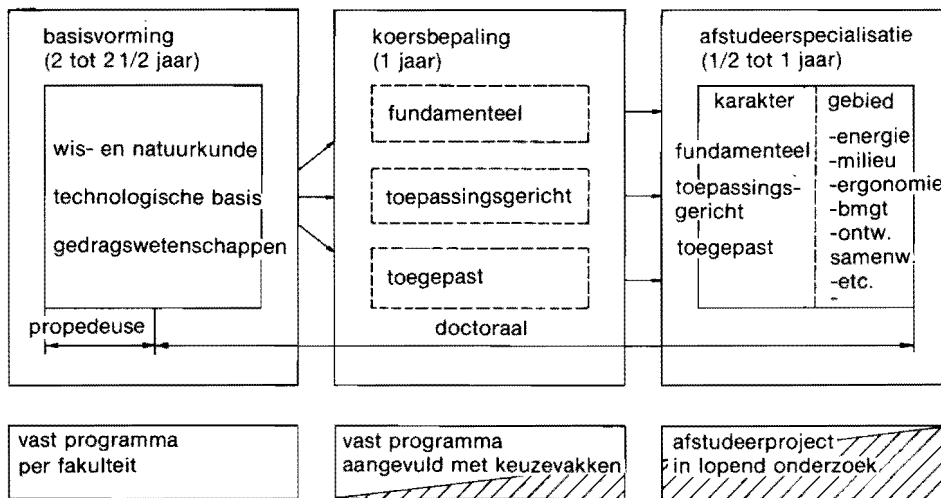 basisvorming
(2 tot 2 1/2 jaar)
wis- en natuurkunde
technologische basis
gedragswetenschappen
propedeuse
koersbepaling
(1 jaar)
fundamenteel
toepassingsgericht
toegepast
doctoraal
afstudeerspecialisatie
(1/2 tot 1 jaar)
karakter
fundamenteel
toepassings-
gericht
toegepast
gebied
-energie
-milieu
-ergonomie
-bmgt
-ontw.
samenw.
-etc.
vast programma
per fakulteit
vast programma
aangevuld met keuzevakken
afstudeerproject
in lopend onderzoek